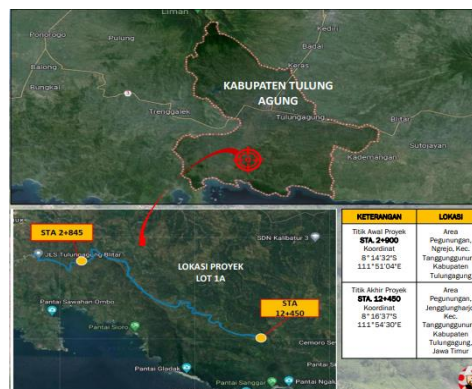 Liman
Ponorogo
Pulung
Kediri
Badai
Balong
Keras
Bungkal
KABUPATEN TULUNG
AGUNG
3
Trenggalek
Tulungagung
Blitar
Sutojayan
Kademangan
STA 2+845
SDN Kalibatur 3
JLS Tulungagung Blitar
LOKASI PROYEK
LOT 1A
Pantai Sawahan Ombo
STA
12+450
Pantai Sioro
Cemoro Se
Pantai Gladak
Pantai Sanggar
Pantai Ngal
KETERANGAN LOKASI
Titik Awal Proyek
STA. 2+900
Koordinat
8°14'32"S
111°51'04"E
Area
Pegunungan,
Ngrejo, Kec.
Tanggunggunur
Kabupaten
Tulungagung
Titik Akhir Proyek
STA. 12+450
Koordinat
8°16'37"S
111°54'30"E
Area
Pegunungan,
Jengglungharjo
Kec.
Tanggunggunur
Kabupaten
Tulungagung,
Jawa Timur